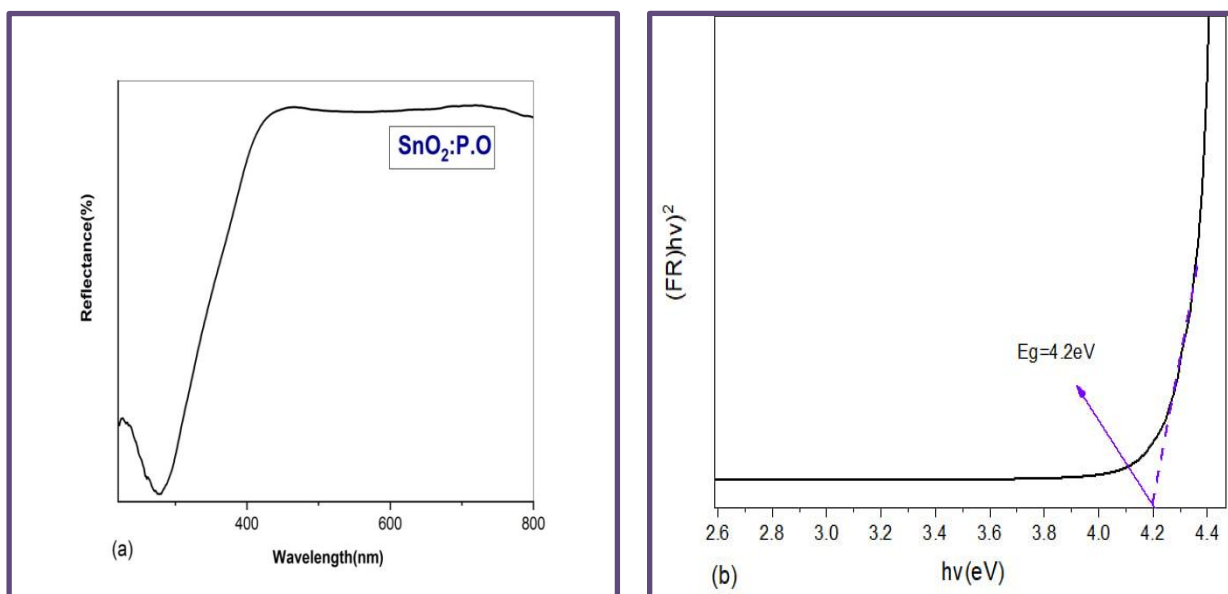 SnO₂:P.O
Reflectance(%)
400
600
800
Wavelength(nm)
(a)
(FR)hv)²
Eg=4.2eV
2.6 2.8 3.0 3.2 3.4 3.6 3.8 4.0 4.2 4.4
hv(eV)
(b)